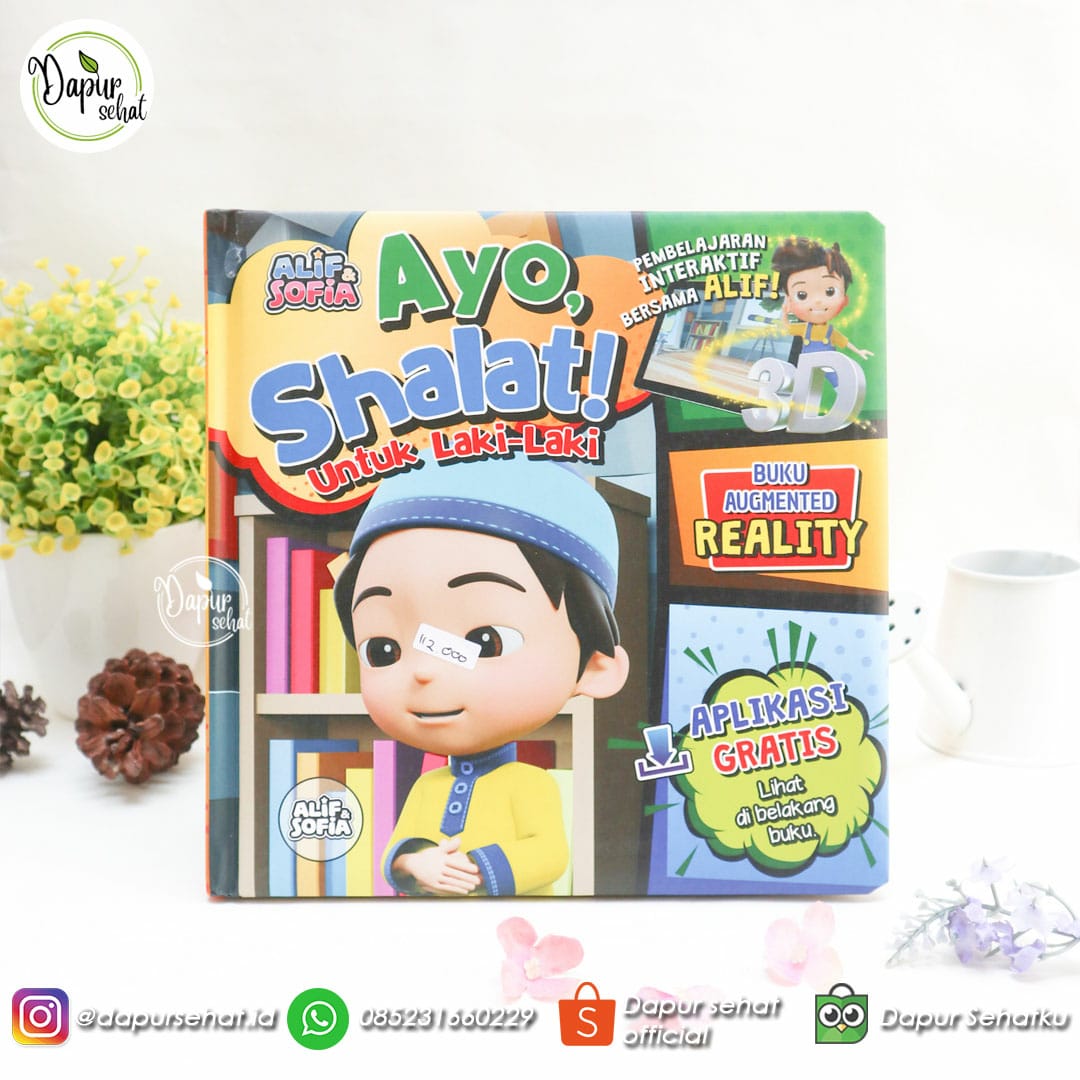 Dapur
sehat
ALIF &
SOFIA
Ayo,
Shalat!
Untuk Laki-Laki
PEMBELAJARAN
INTERAKTIF
BERSAMA ALIF!
3D
BUKU
AUGMENTED
REALITY
112.000
Dapur
sehat
APLIKASI
GRATIS
Lihat
di belakang
buku.
ALIF &
SOFIA
@dapursehat.id
085231660229
S
Dapur sehat
official
Dapur Sehatku